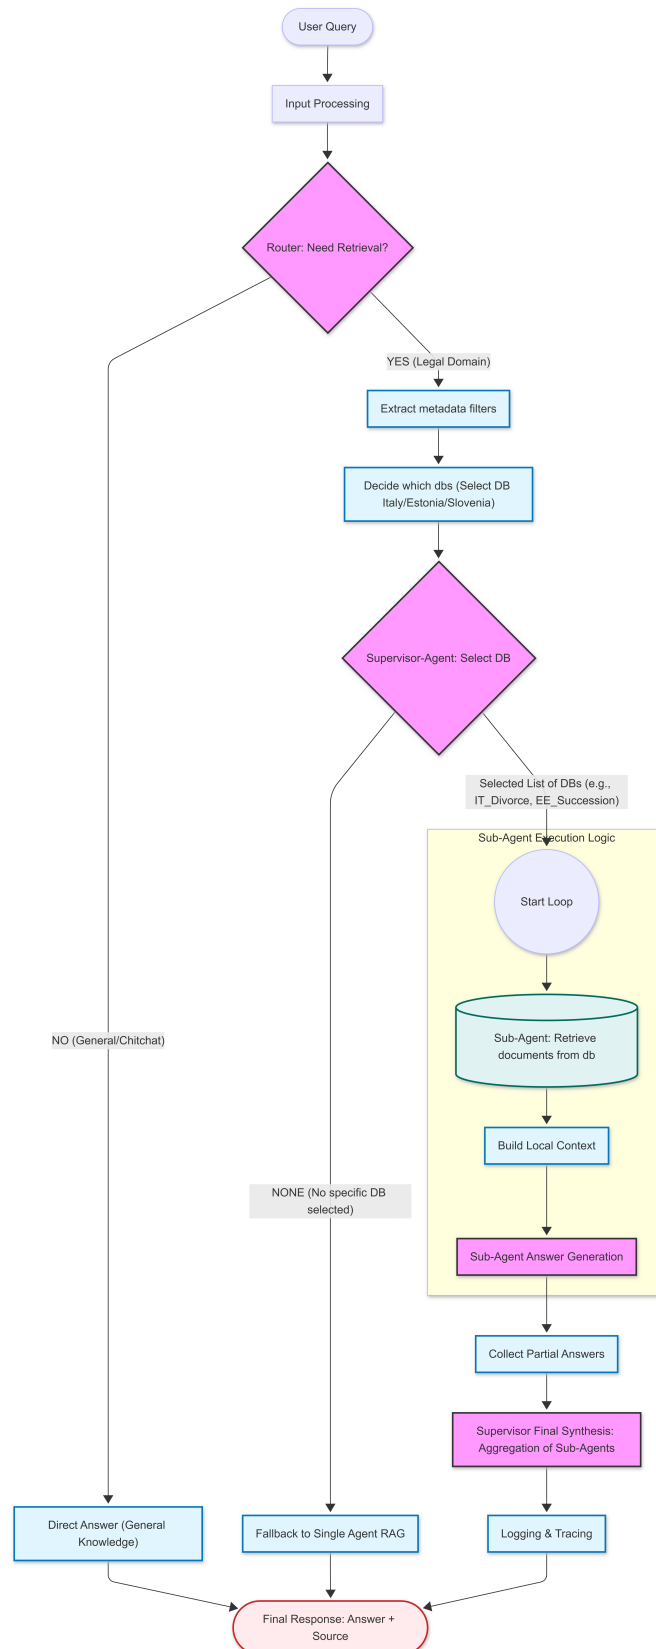 User Query
Input Processing
Router: Need Retrieval?
YES (Legal Domain)
Extract metadata filters
Decide which dbs (Select DB
Italy/Estonia/Slovenia)
Supervisor-Agent: Select DB
Selected List of DBs (e.g.,
IT_Divorce, EE_Succession)
Sub-Agent Execution Logic
Start Loop
Sub-Agent: Retrieve
documents from db
NO (General/Chitchat)
Build Local Context
NONE (No specific DB
selected)
Sub-Agent Answer Generation
Collect Partial Answers
Supervisor Final Synthesis:
Aggregation of Sub-Agents
Direct Answer (General
Knowledge)
Fallback to Single Agent RAG
Logging & Tracing
Final Response: Answer +
Source